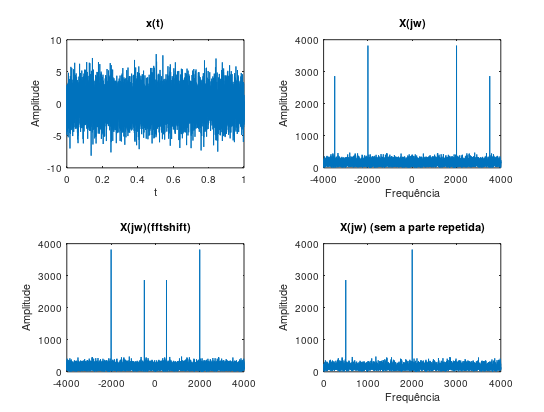 x(t)
10
5
0
-5
-10
Amplitude
0 0.2 0.4 0.6 0.8 1
t
X(jw)
4000
3000
2000
1000
0
Amplitude
-4000 -2000 0 2000 4000
Frequência
X(jw)(fftshift)
4000
3000
2000
1000
0
Amplitude
-4000 -2000 0 2000 4000
X(jw) (sem a parte repetida)
4000
3000
2000
1000
0
Amplitude
0 1000 2000 3000 4000
Frequência